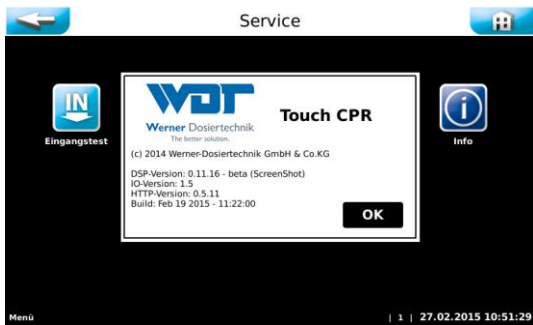 Service
IN
Eingangstest
WDT
Werner Dosiertechnik
The better solution.
Touch CPR
(c) 2014 Werner-Dosiertechnik GmbH & Co.KG
DSP-Version: 0.11.16 - beta (ScreenShot)
IO-Version: 1.5
HTTP-Version: 0.5.11
Build: Feb 19 2015 - 11:22:00
OK
i
Info
Menü
| 1 | 27.02.2015 10:51:29